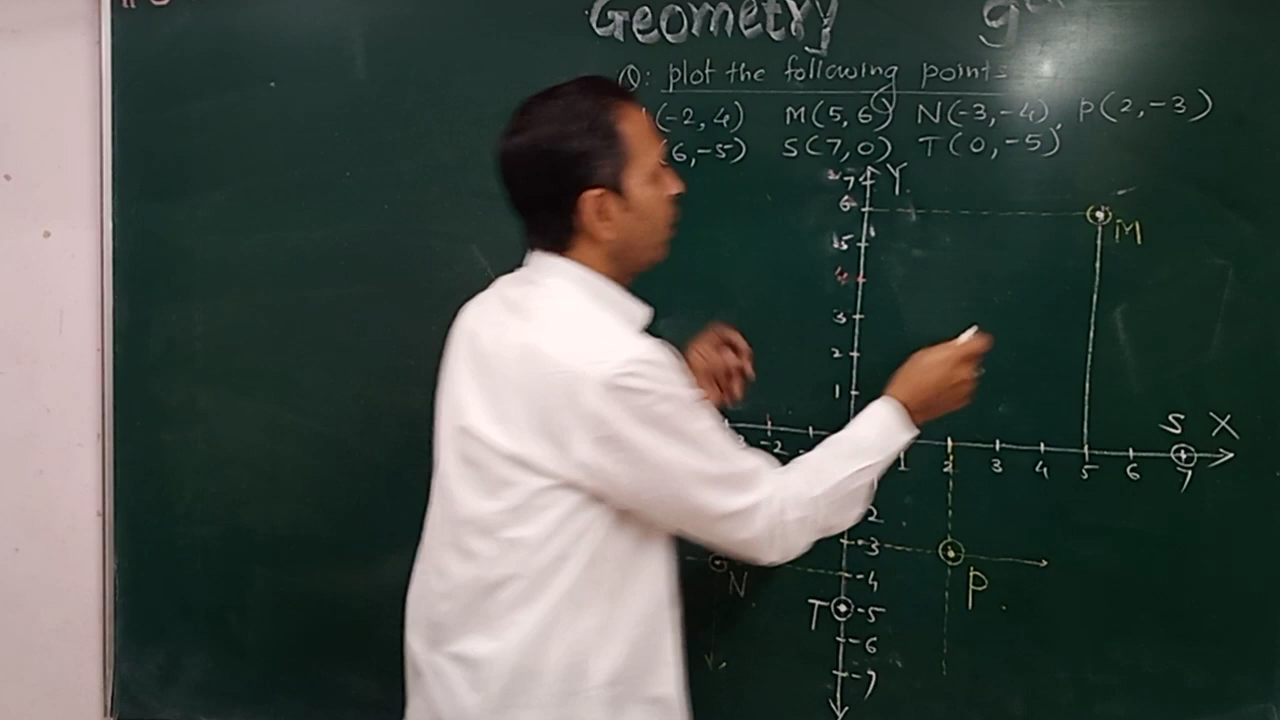 Geometry
Q: plot the following points
(-2, 4) M(5, 6) N(-3, -4), P(2, -3)
(6, -5) S(7, 0) T(0, -5)
Y
7
6
5
4
3
2
1
M
S X
-2
1 2 3 4 5 6 7
2
-3
-4
-5
-6
-7
N
P
T